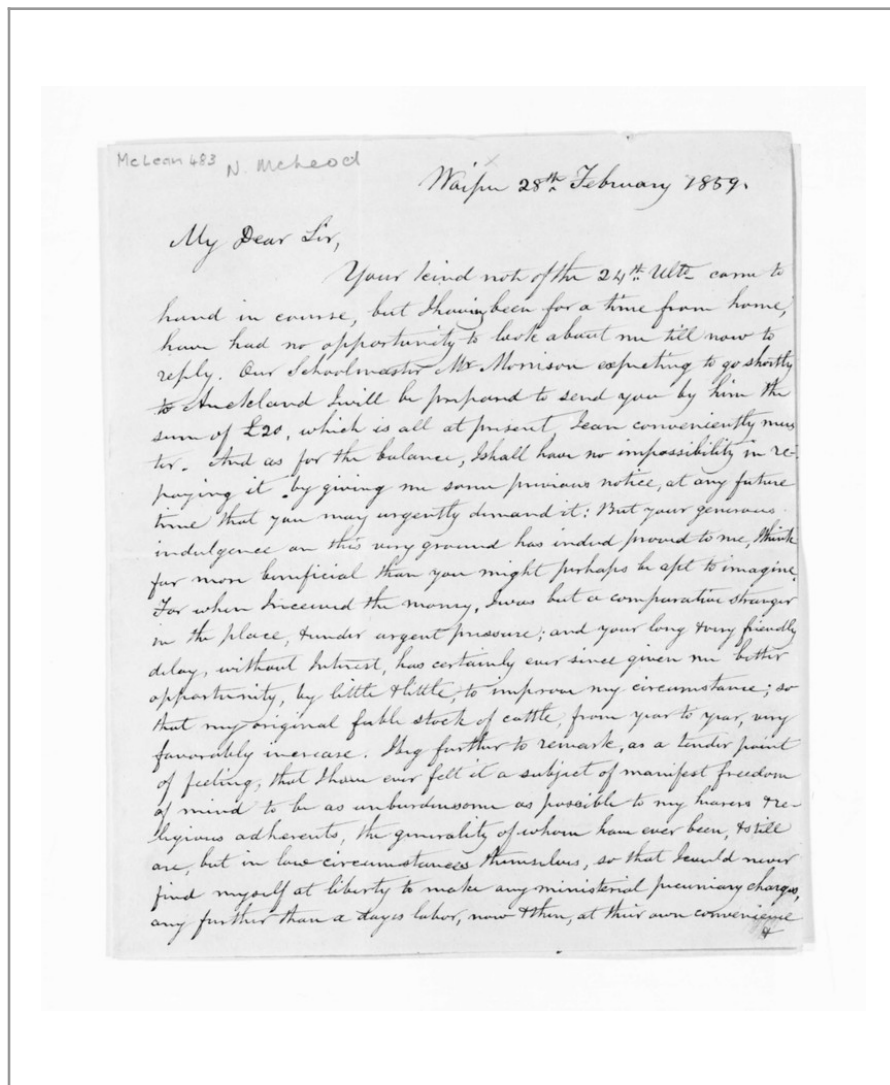 McLean 483 N. McLeod
Waipu 28th February 1859.
My Dear Sir,
Your kind not of the 24th Ulto came to
hand in course, but I having been for a time from home,
have had no opportunity to look about me till now to
reply. Our Schoolmaster Mr Morrison expecting to go shortly
to Auckland I will be prepared to send you by him the
sum of £20, which is all at present, I can conveniently mus
ter. And as for the balance, I shall have no impossibility in re-
paying it by giving me some previous notice, at any future
time that you may urgently demand it: But your generous
indulgence on this very ground has indeed proved to me, I think
far more beneficial than you might perhaps be apt to imagine.
For when I received the money, I was but a comparative stranger
in the place, & under urgent pressure; and your long & very friendly
delay, without Interest, has certainly ever since given me better
opportunity, by little & little, to improve my circumstance; so
that my original feeble stock of cattle, from year to year, very
favorably increase. I beg further to remark, as a tender point
of feeling, that I have ever felt it a subject of manifest freedom
of mind to be as unburdensome as possible to my hearers & re-
ligious adherents, the generality of whom have ever been, & still
are, but in low circumstances themselves, so that I could never
find myself at liberty to make any ministerial pecuniary charges,
any further than a days labor, now & then, at their own convenience
&